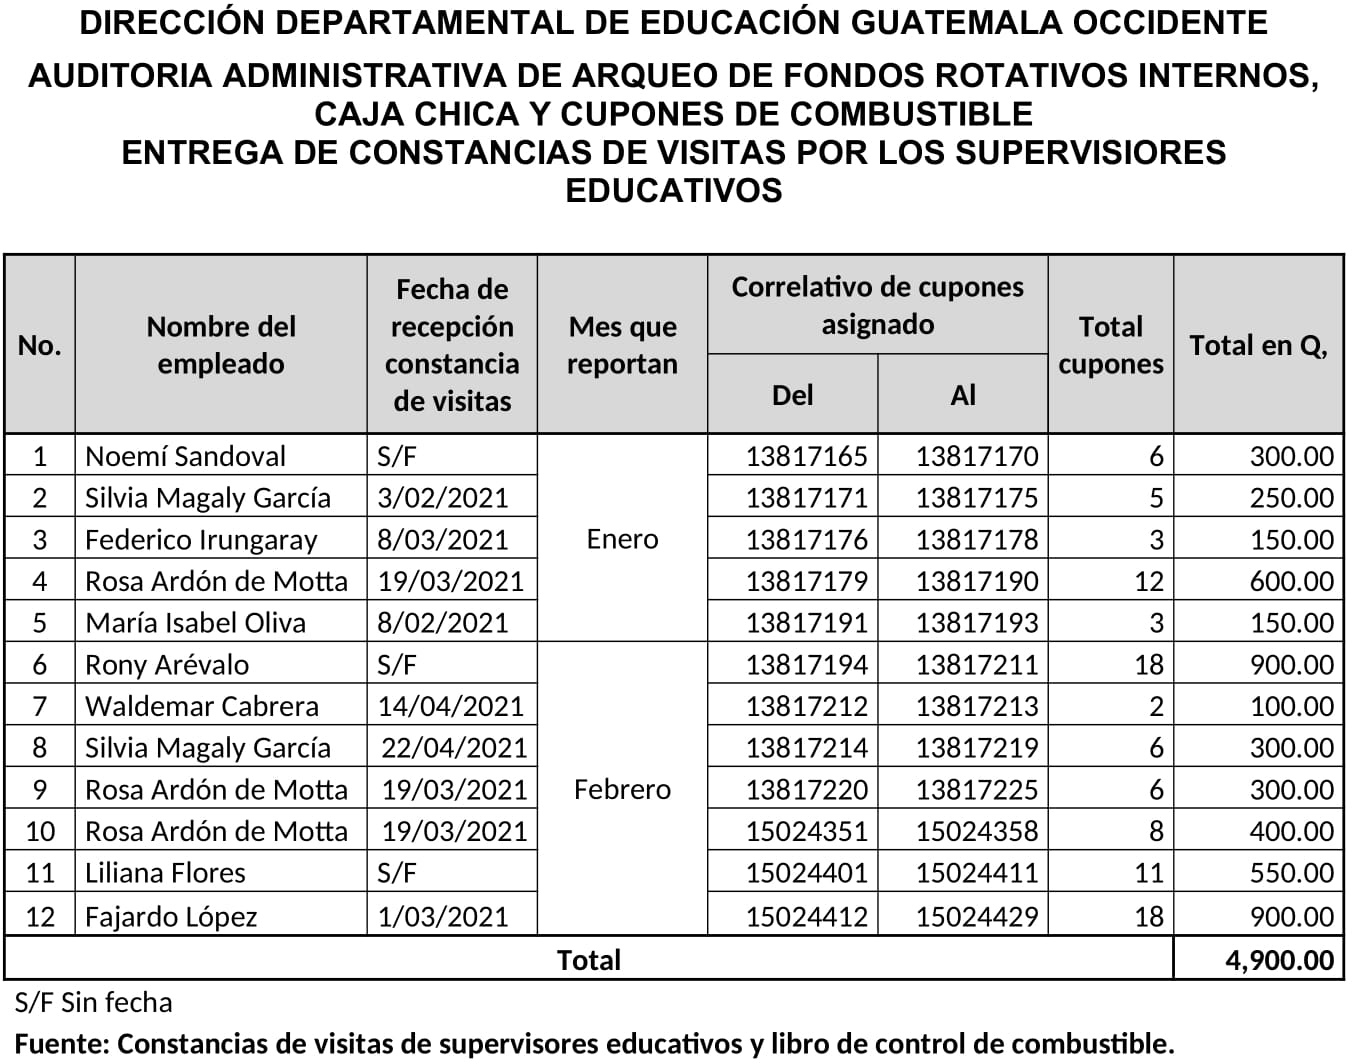 DIRECCIÓN DEPARTAMENTAL DE EDUCACIÓN GUATEMALA OCCIDENTE
AUDITORIA ADMINISTRATIVA DE ARQUEO DE FONDOS ROTATIVOS INTERNOS,
CAJA CHICA Y CUPONES DE COMBUSTIBLE
ENTREGA DE CONSTANCIAS DE VISITAS POR LOS SUPERVISIORES
EDUCATIVOS
No. Nombre del empleado Fecha de recepción constancia de visitas Mes que reportan Correlativo de cupones asignado Total cupones Total en Q,
Del Al
1 Noemí Sandoval S/F 13817165 13817170 6 300.00
2 Silvia Magaly García 3/02/2021 13817171 13817175 5 250.00
3 Federico Irungaray 8/03/2021 Enero 13817176 13817178 3 150.00
4 Rosa Ardón de Motta 19/03/2021 13817179 13817190 12 600.00
5 María Isabel Oliva 8/02/2021 13817191 13817193 3 150.00
6 Rony Arévalo S/F 13817194 13817211 18 900.00
7 Waldemar Cabrera 14/04/2021 13817212 13817213 2 100.00
8 Silvia Magaly García 22/04/2021 13817214 13817219 6 300.00
9 Rosa Ardón de Motta 19/03/2021 Febrero 13817220 13817225 6 300.00
10 Rosa Ardón de Motta 19/03/2021 15024351 15024358 8 400.00
11 Liliana Flores S/F 15024401 15024411 11 550.00
12 Fajardo López 1/03/2021 15024412 15024429 18 900.00
Total 4,900.00
S/F Sin fecha
Fuente: Constancias de visitas de supervisores educativos y libro de control de combustible.